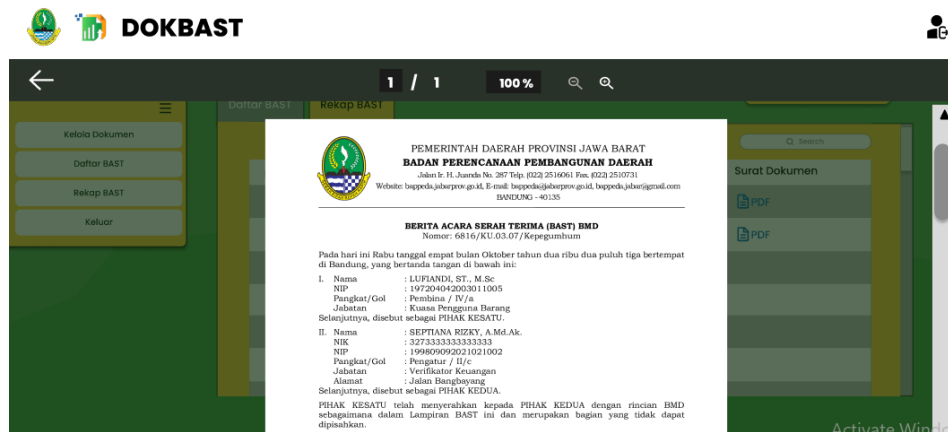 DOKBAST
1 / 1 100 %
Daftar BAST Rekap BAST
Kelola Dokumen
Daftar BAST
Rekap BAST
Keluar
Search
Surat Dokumen
PDF
PDF
PEMERINTAH DAERAH PROVINSI JAWA BARAT
BADAN PERENCANAAN PEMBANGUNAN DAERAH
Jalan Ir. H. Juanda No. 287 Telp. (022) 2516061 Fax. (022) 2510731
Website: bappeda.jabarprov.go.id, E-mail: bappeda@jabarprov.go.id, bappeda.jabar@gmail.com
BANDUNG - 40135
BERITA ACARA SERAH TERIMA (BAST) BMD
Nomor: 6816/KU.03.07/Kepegumhum
Pada hari ini Rabu tanggal empat bulan Oktober tahun dua ribu dua puluh tiga bertempat
di Bandung, yang bertanda tangan di bawah ini:
I. Nama : LUFIANDI, ST., M.Sc
NIP : 197204042003011005
Pangkat/Gol : Pembina / IV/a
Jabatan : Kuasa Pengguna Barang
Selanjutnya, disebut sebagai PIHAK KESATU.
II. Nama : SEPTIANA RIZKY, A.Md.Ak.
NIK : 3273333333333333
NIP : 199809092021021002
Pangkat/Gol : Pengatur / II/c
Jabatan : Verifikator Keuangan
Alamat : Jalan Bangbayang
Selanjutnya, disebut sebagai PIHAK KEDUA.
PIHAK KESATU telah menyerahkan kepada PIHAK KEDUA dengan rincian BMD
sebagaimana dalam Lampiran BAST ini dan merupakan bagian yang tidak dapat
dipisahkan.
Activate Windo